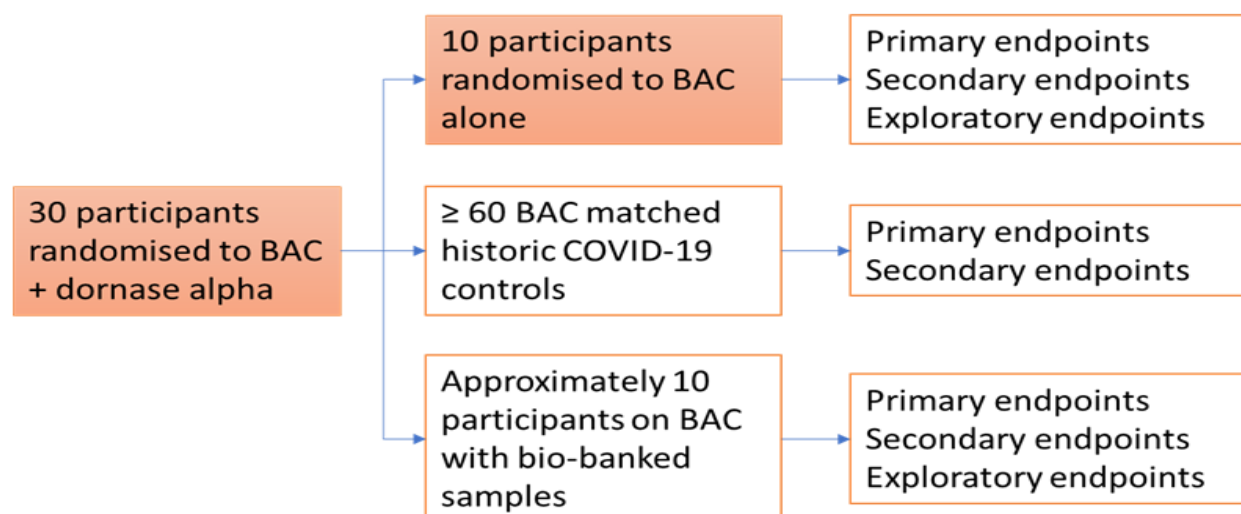 30 participants
randomised to BAC
+ dornase alpha
10 participants
randomised to BAC
alone
Primary endpoints
Secondary endpoints
Exploratory endpoints
≥ 60 BAC matched
historic COVID-19
controls
Primary endpoints
Secondary endpoints
Approximately 10
participants on BAC
with bio-banked
samples
Primary endpoints
Secondary endpoints
Exploratory endpoints